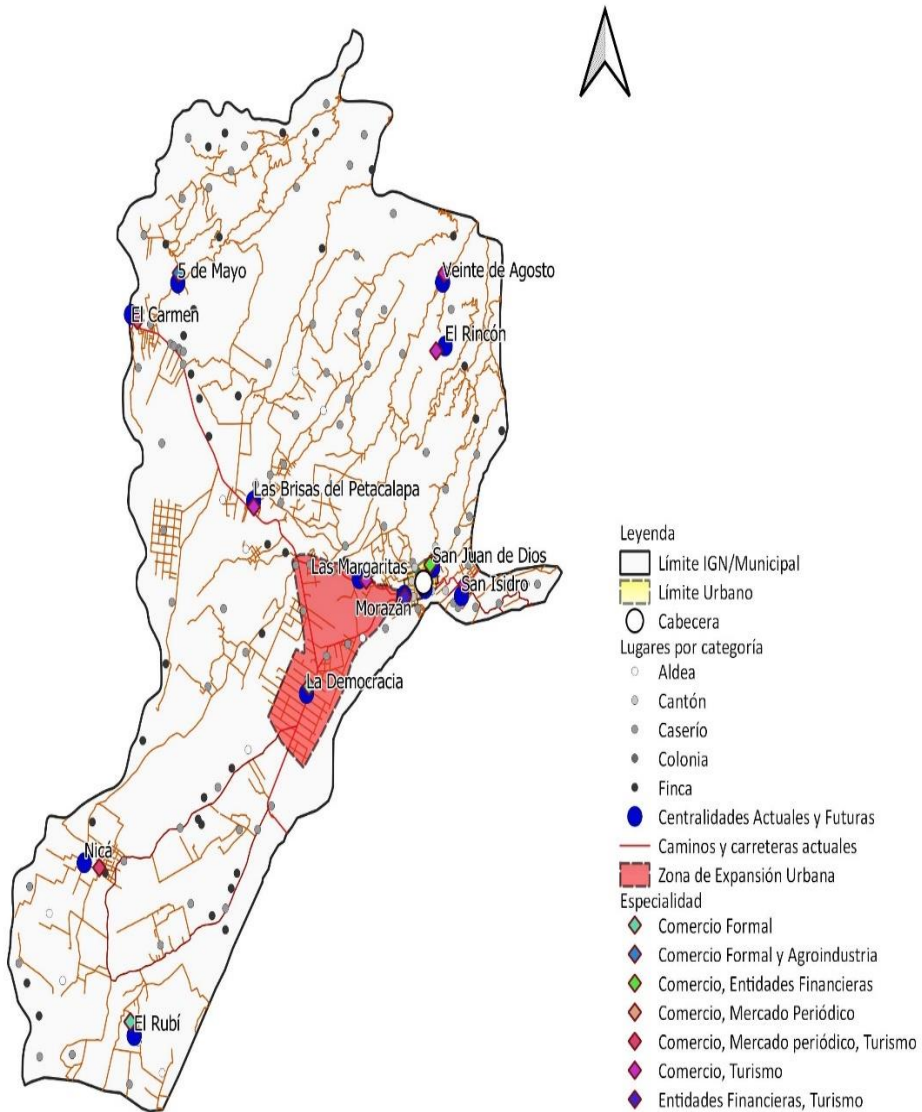 5 de Mayo
Veinte de Agosto
El Carmen
El Rincón
Las Brisas del Petacalapa
San Juan de Dios
Las Margaritas
San Isidro
Morazán
La Democracia
Nicá
El Rubí
Leyenda
Límite IGN/Municipal
Límite Urbano
Cabecera
Lugares por categoría
Aldea
Cantón
Caserío
Colonia
Finca
Centralidades Actuales y Futuras
Caminos y carreteras actuales
Zona de Expansión Urbana
Especialidad
Comercio Formal
Comercio Formal y Agroindustria
Comercio, Entidades Financieras
Comercio, Mercado Periódico
Comercio, Mercado periódico, Turismo
Comercio, Turismo
Entidades Financieras, Turismo